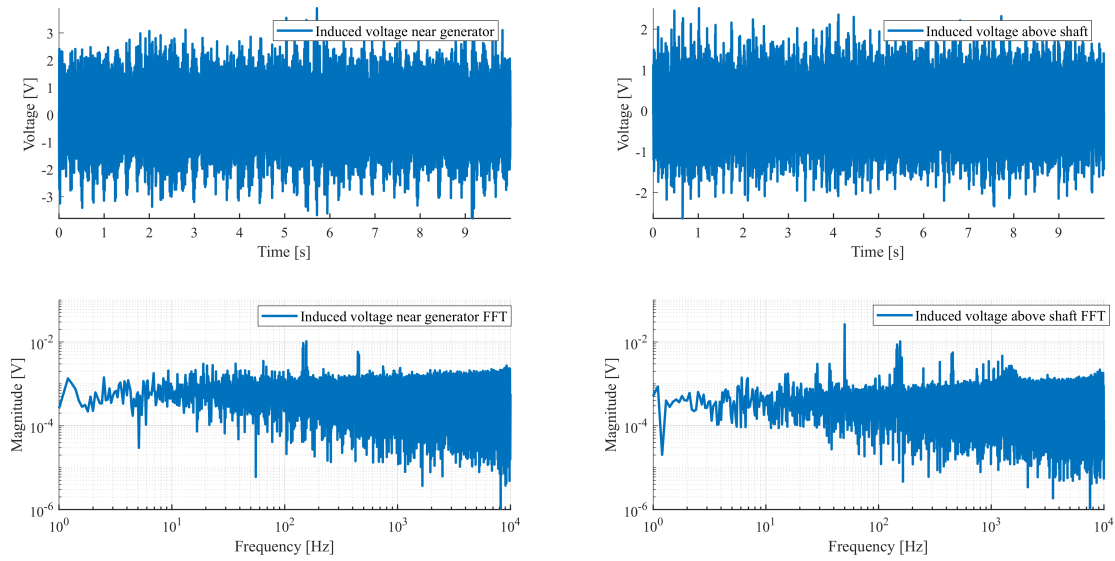 Induced voltage near generator
3
2
1
0
-1
-2
-3
Voltage [V]
0 1 2 3 4 5 6 7 8 9
Time [s]
Induced voltage above shaft
2
1
0
-1
-2
Voltage [V]
0 1 2 3 4 5 6 7 8 9
Time [s]
Induced voltage near generator FFT
10^-2
10^-4
10^-6
Magnitude [V]
10^0 10^1 10^2 10^3 10^4
Frequency [Hz]
Induced voltage above shaft FFT
10^-2
10^-4
10^-6
Magnitude [V]
10^0 10^1 10^2 10^3 10^4
Frequency [Hz]